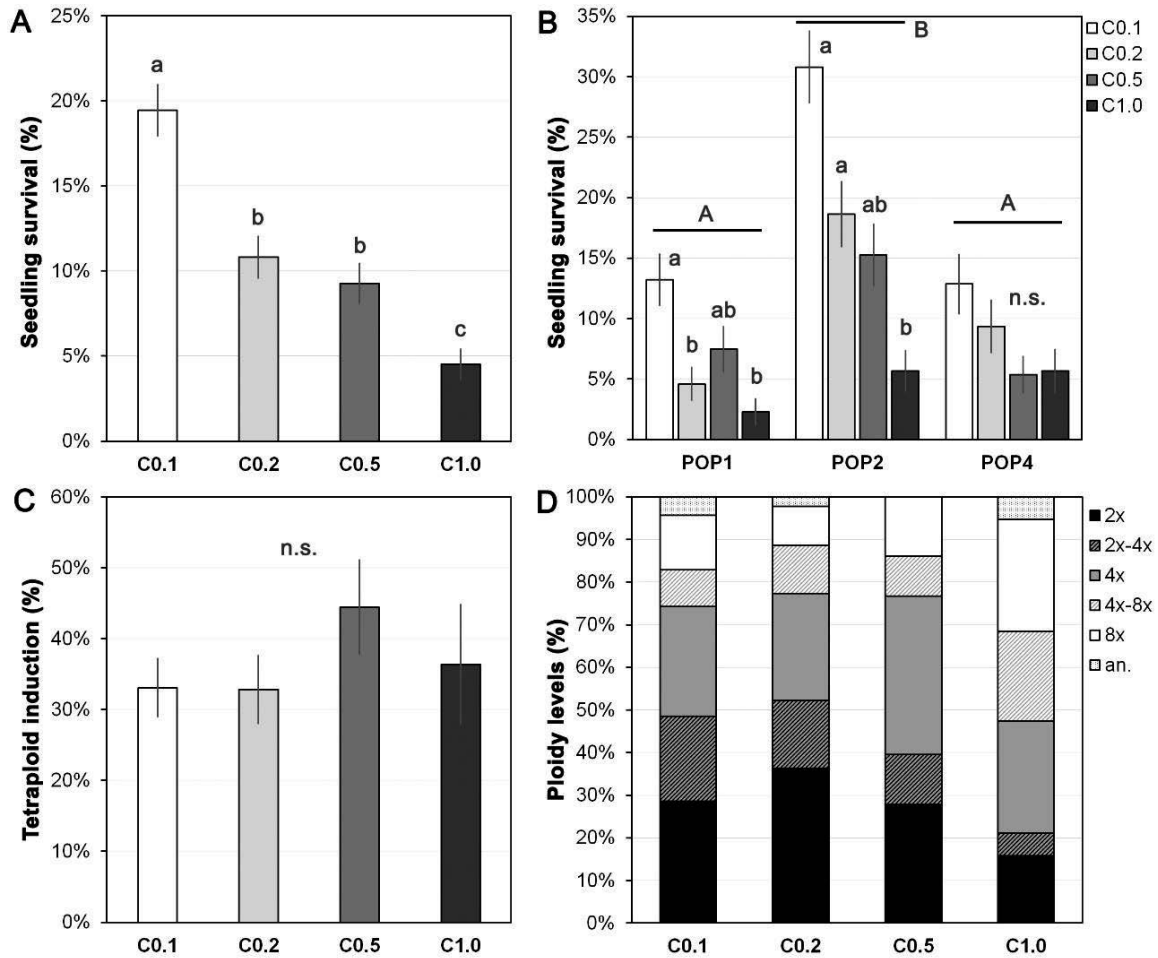 A
Seedling survival (%)
25%
20%
15%
10%
5%
0%
a
b
b
c
C0.1 C0.2 C0.5 C1.0
B
Seedling survival (%)
35%
30%
25%
20%
15%
10%
5%
0%
A
a
b
ab
b
B
a
a
ab
b
A
n.s.
POP1 POP2 POP4
C0.1
C0.2
C0.5
C1.0
C
Tetraploid induction (%)
60%
50%
40%
30%
20%
10%
0%
n.s.
C0.1 C0.2 C0.5 C1.0
D
Ploidy levels (%)
100%
90%
80%
70%
60%
50%
40%
30%
20%
10%
0%
C0.1 C0.2 C0.5 C1.0
2x
2x-4x
4x
4x-8x
8x
an.